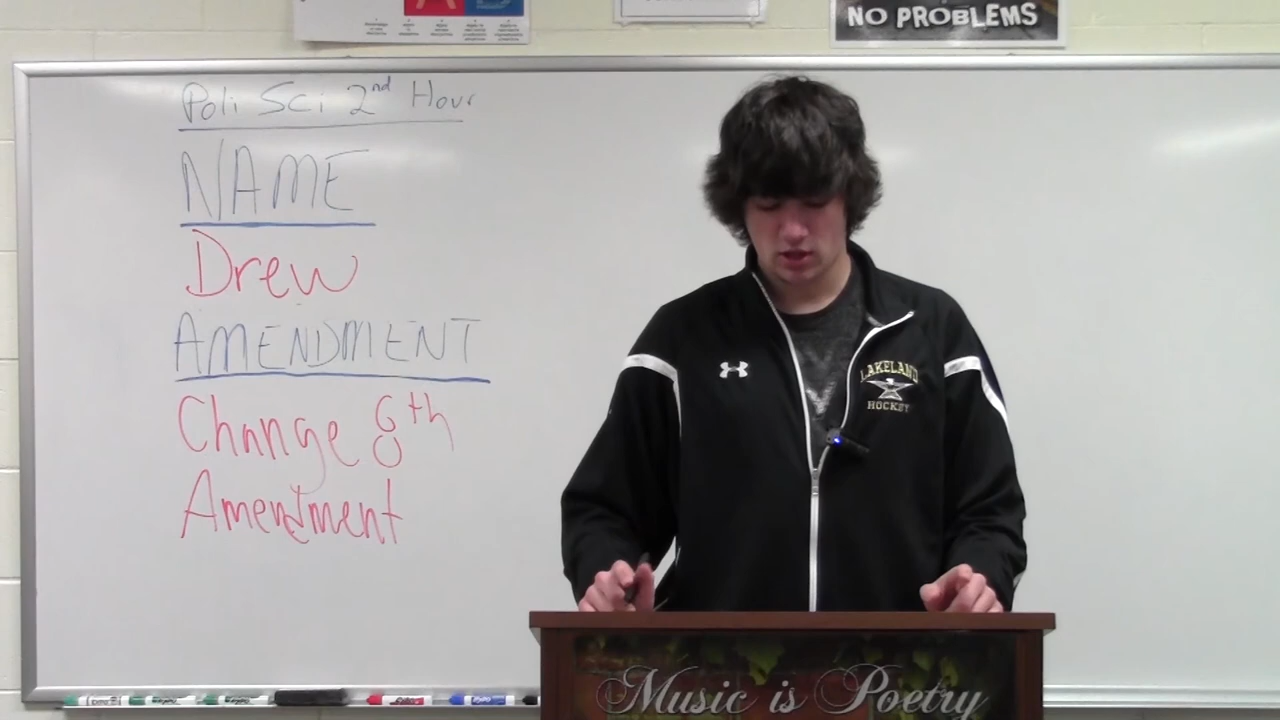 NO PROBLEMS
Poli Sci 2nd Hour
NAME
Drew
AMENDMENT
Change 8th
Amendment
LAKELAND
HOCKEY
Music is Poetry